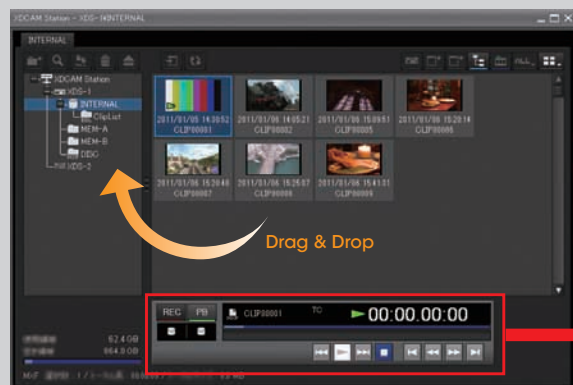 XDCAM Station - XDS-1¥INTERNAL
INTERNAL
ALL
XDCAM Station
XDS-1
INTERNAL
ClipList
MEM-A
MEM-B
DISC
XDS-2
2011/01/05 14:30:52
CLIP00001
2011/01/06 14:05:21
CLIP00002
2011/01/06 15:09:51
CLIP00005
2011/01/06 15:20:14
CLIP00006
2011/01/06 15:20:40
CLIP00007
2011/01/06 15:25:07
CLIP00008
2011/01/06 15:41:31
CLIP00009
Drag & Drop
REC PB CLIP00001 TC 00:00.00:00
62.4 GB
864.0 GB